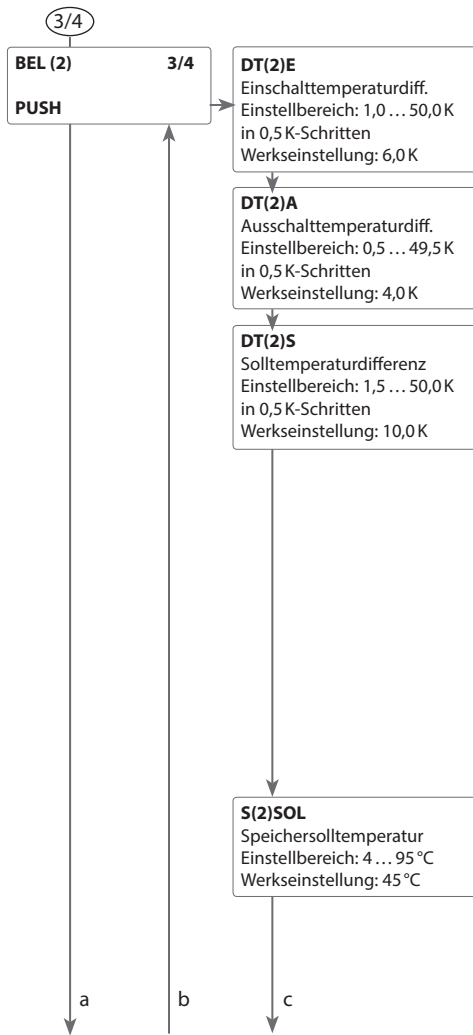 3/4
BEL (2) 3/4
PUSH
DT(2)E
Einschalttemperaturdiff.
Einstellbereich: 1,0 … 50,0 K
in 0,5 K-Schritten
Werkseinstellung: 6,0 K
DT(2)A
Ausschalttemperaturdiff.
Einstellbereich: 0,5 … 49,5 K
in 0,5 K-Schritten
Werkseinstellung: 4,0 K
DT(2)S
Solltemperaturdifferenz
Einstellbereich: 1,5 … 50,0 K
in 0,5 K-Schritten
Werkseinstellung: 10,0 K
S(2)SOL
Speichersolltemperatur
Einstellbereich: 4 … 95 °C
Werkseinstellung: 45 °C
a b c